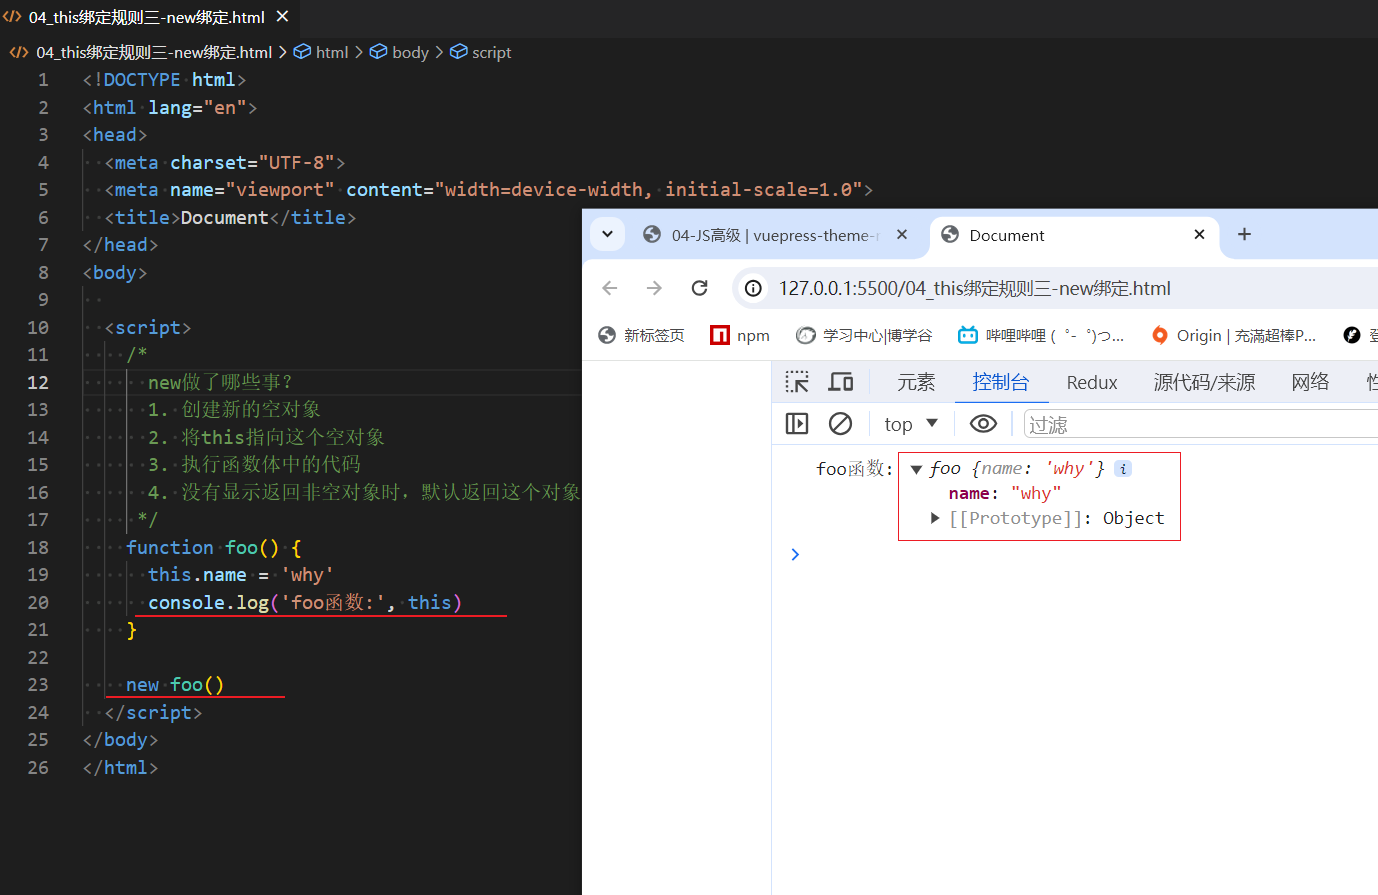 04_this绑定规则三-new绑定.html
04_this绑定规则三-new绑定.html > html > body > script
1 <!DOCTYPE html>
2 <html lang="en">
3 <head>
4 <meta charset="UTF-8">
5 <meta name="viewport" content="width=device-width, initial-scale=1.0">
6 <title>Document</title>
7 </head>
8 <body>
9
10 <script>
11 /*
12 new做了哪些事?
13 1. 创建新的空对象
14 2. 将this指向这个空对象
15 3. 执行函数体中的代码
16 4. 没有显示返回非空对象时，默认返回这个对象
17 */
18 function foo() {
19 this.name = 'why'
20 console.log('foo函数:', this)
21 }
22
23 new foo()
24 </script>
25 </body>
26 </html>
04-JS高级 | vuepress-theme-
Document
127.0.0.1:5500/04_this绑定规则三-new绑定.html
新标签页 npm 学习中心|博学谷 哔哩哔哩 ( ゜- ゜)つ... Origin | 充满超棒P...
元素 控制台 Redux 源代码/来源 网络
top 过滤
foo函数: foo {name: 'why'} i
name: "why"
[[Prototype]]: Object